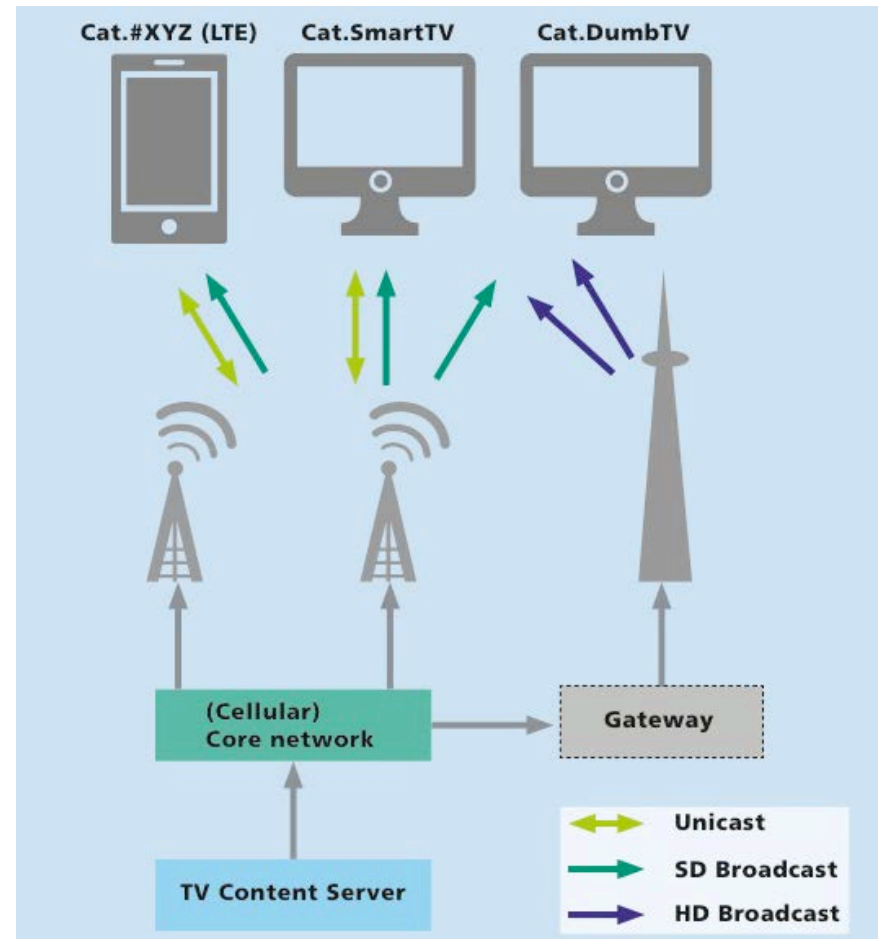 Cat.#XYZ (LTE)
Cat.SmartTV
Cat.DumbTV
(Cellular)
Core network
Gateway
TV Content Server
Unicast
SD Broadcast
HD Broadcast